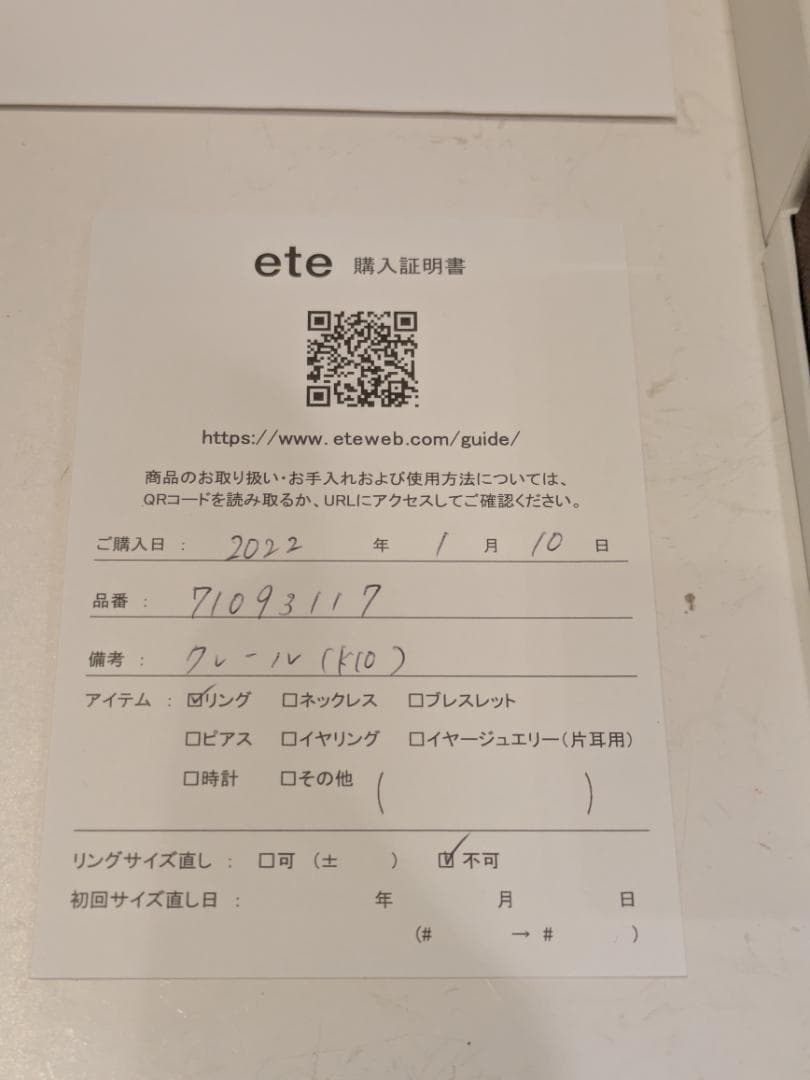 ete 購入証明書
https://www.eteweb.com/guide/
商品のお取り扱い・お手入れおよび使用方法については、
QRコードを読み取るか、URLにアクセスしてご確認ください。
ご購入日 : 2022 年 1 月 10 日
品番 : 71093117
備考 : クレール(K10)
アイテム : ☑リング □ネックレス □ブレスレット
□ピアス □イヤリング □イヤージュエリー(片耳用)
□時計 □その他 ( )
リングサイズ直し : □可 (± ) ☑不可
初回サイズ直し日 : 年 月 日
(# → # )